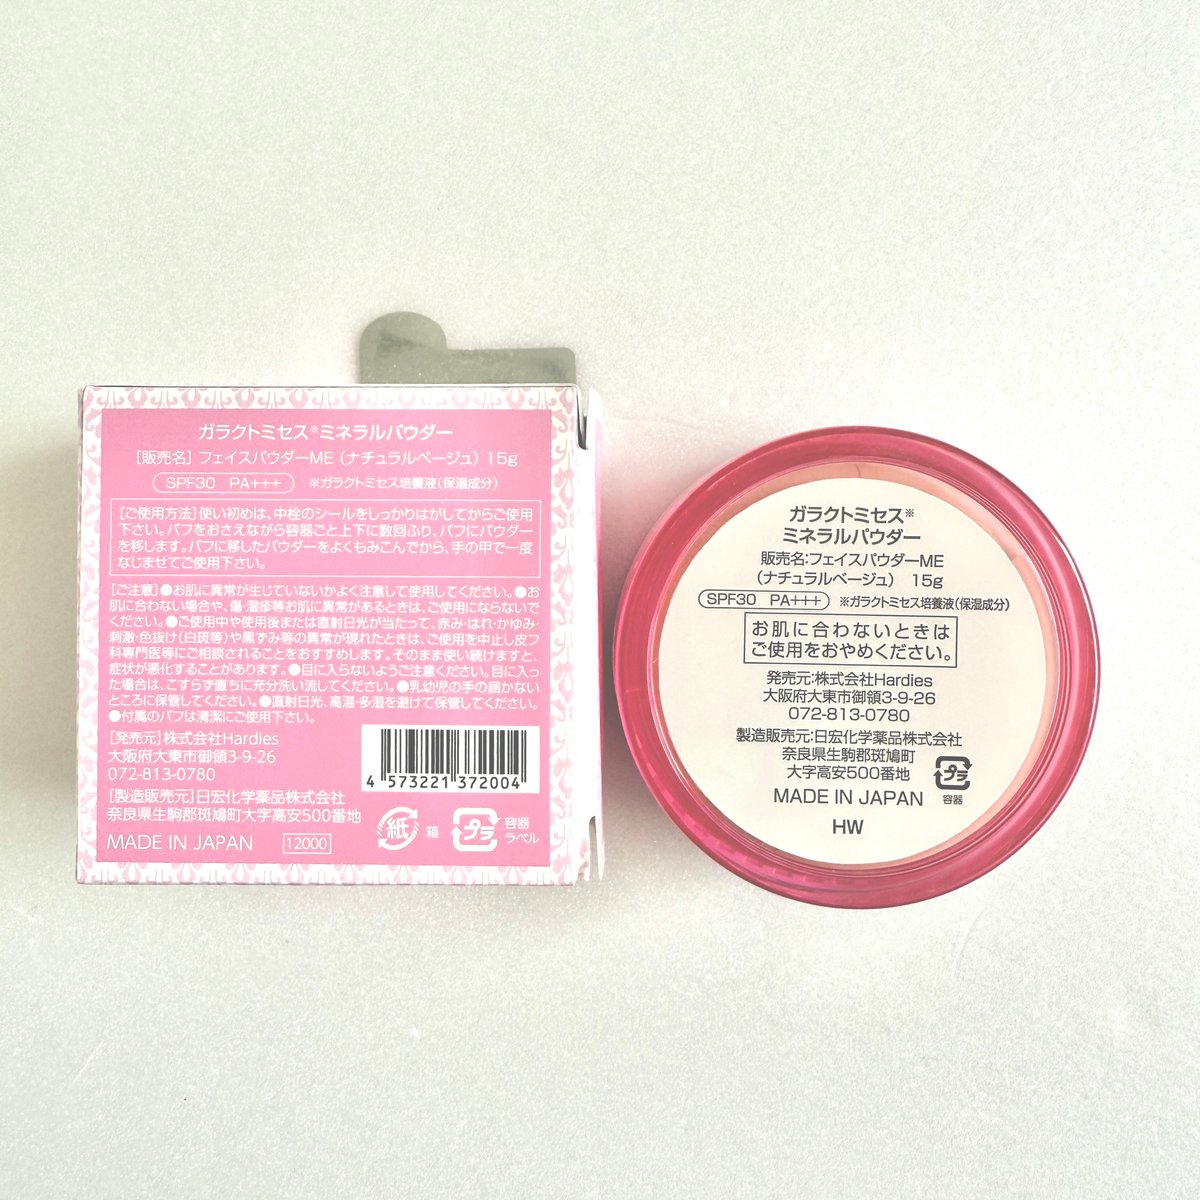 ガラクトミセス※ミネラルパウダー
[販売名] フェイスパウダーME（ナチュラルベージュ）15g
SPF30 PA+++ ※ガラクトミセス培養液(保湿成分)
[ご使用方法]使い初めは、中栓のシールをしっかりはがしてからご使用
下さい。パフをおさえながら容器ごと上下に数回ふり、パフにパウダー
を移します。パフに移したパウダーをよくもみこんでから、手の甲で一度
なじませてご使用下さい。
[ご注意]●お肌に異常が生じていないかよく注意して使用してください。●お
肌に合わない場合や、傷・湿疹等お肌に異常があるときは、ご使用にならないで
ください。●ご使用中や使用後または直射日光が当たって、赤み・はれ・かゆみ・
刺激・色抜け(白斑等)や黒ずみ等の異常が現れたときは、ご使用を中止し皮フ
科専門医等にご相談されることをおすすめします。そのまま使い続けますと、
症状が悪化することがあります。●目に入らないようご注意ください。目に入っ
た場合は、こすらず直ちに充分洗い流してください。●乳幼児の手の届かない
ところに保管してください。●直射日光、高温・多湿を避けて保管してください。
●付属のパフは清潔にご使用下さい。
[発売元]株式会社Hardies
大阪府大東市御領3-9-26
072-813-0780
4 573221 372004
[製造販売元]日宏化学薬品株式会社
奈良県生駒郡斑鳩町大字高安500番地
MADE IN JAPAN 12000
紙 箱
プラ 容器
ラベル
ガラクトミセス※
ミネラルパウダー
販売名:フェイスパウダーME
（ナチュラルベージュ） 15g
SPF30 PA+++ ※ガラクトミセス培養液(保湿成分)
お肌に合わないときは
ご使用をおやめください。
発売元:株式会社Hardies
大阪府大東市御領3-9-26
072-813-0780
製造販売元:日宏化学薬品株式会社
奈良県生駒郡斑鳩町
大字高安500番地
プラ
容器
MADE IN JAPAN
HW